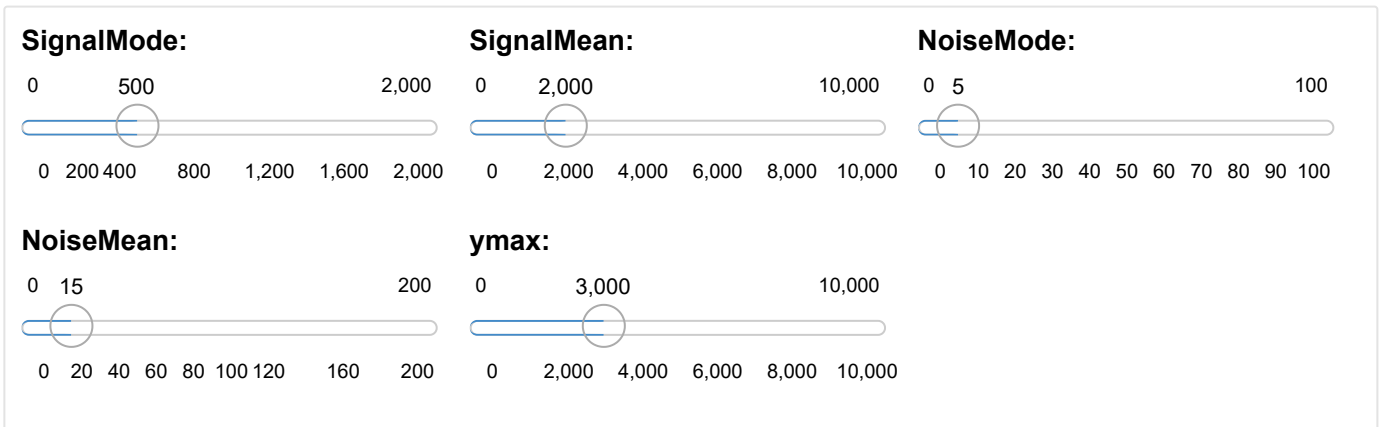 SignalMode: SignalMean: NoiseMode:
0 500 2,000 0 2,000 10,000 0 5 100
0 200 400 800 1,200 1,600 2,000 0 2,000 4,000 6,000 8,000 10,000 0 10 20 30 40 50 60 70 80 90 100
NoiseMean: ymax:
0 15 200 0 3,000 10,000
0 20 40 60 80 100 120 160 200 0 2,000 4,000 6,000 8,000 10,000